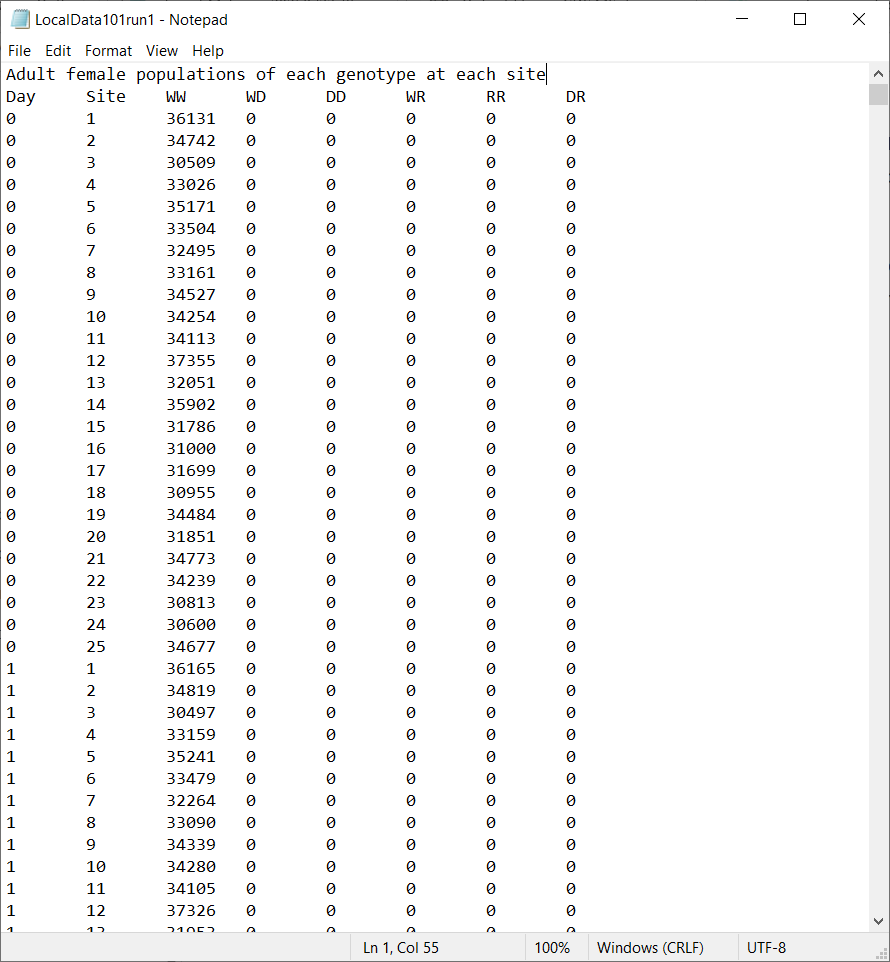 LocalData101run1 - Notepad
File Edit Format View Help
Adult female populations of each genotype at each site
Day Site WW WD DD WR RR DR
0 1 36131 0 0 0 0 0
0 2 34742 0 0 0 0 0
0 3 30509 0 0 0 0 0
0 4 33026 0 0 0 0 0
0 5 35171 0 0 0 0 0
0 6 33504 0 0 0 0 0
0 7 32495 0 0 0 0 0
0 8 33161 0 0 0 0 0
0 9 34527 0 0 0 0 0
0 10 34254 0 0 0 0 0
0 11 34113 0 0 0 0 0
0 12 37355 0 0 0 0 0
0 13 32051 0 0 0 0 0
0 14 35902 0 0 0 0 0
0 15 31786 0 0 0 0 0
0 16 31000 0 0 0 0 0
0 17 31699 0 0 0 0 0
0 18 30955 0 0 0 0 0
0 19 34484 0 0 0 0 0
0 20 31851 0 0 0 0 0
0 21 34773 0 0 0 0 0
0 22 34239 0 0 0 0 0
0 23 30813 0 0 0 0 0
0 24 30600 0 0 0 0 0
0 25 34677 0 0 0 0 0
1 1 36165 0 0 0 0 0
1 2 34819 0 0 0 0 0
1 3 30497 0 0 0 0 0
1 4 33159 0 0 0 0 0
1 5 35241 0 0 0 0 0
1 6 33479 0 0 0 0 0
1 7 32264 0 0 0 0 0
1 8 33090 0 0 0 0 0
1 9 34339 0 0 0 0 0
1 10 34280 0 0 0 0 0
1 11 34105 0 0 0 0 0
1 12 37326 0 0 0 0 0
Ln 1, Col 55 100% Windows (CRLF) UTF-8